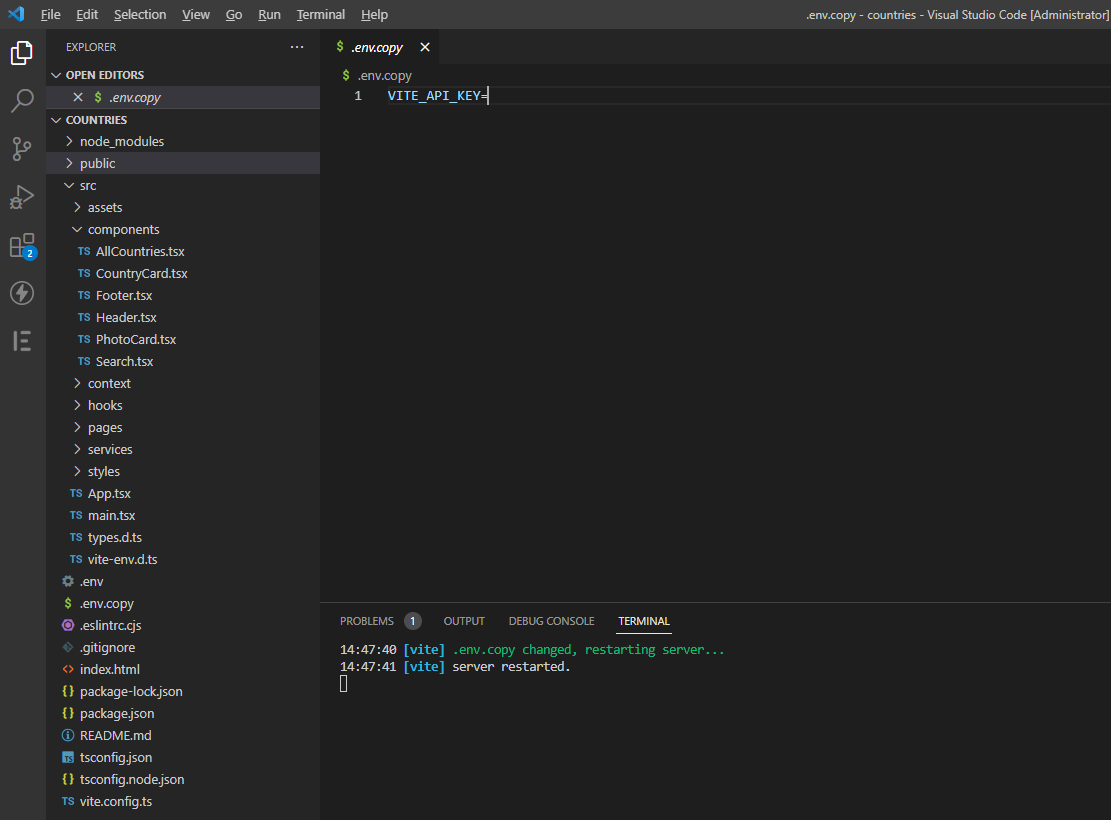 File Edit Selection View Go Run Terminal Help
.env.copy - countries - Visual Studio Code [Administrator]
EXPLORER ...
OPEN EDITORS
$ .env.copy
COUNTRIES
node_modules
public
src
assets
components
TS AllCountries.tsx
TS CountryCard.tsx
TS Footer.tsx
TS Header.tsx
TS PhotoCard.tsx
TS Search.tsx
context
hooks
pages
services
styles
TS App.tsx
TS main.tsx
TS types.d.ts
TS vite-env.d.ts
.env
$ .env.copy
.eslintrc.cjs
.gitignore
<> index.html
{} package-lock.json
{} package.json
README.md
TS tsconfig.json
{} tsconfig.node.json
TS vite.config.ts
2
$ .env.copy
$ .env.copy
1 VITE_API_KEY=
PROBLEMS 1 OUTPUT DEBUG CONSOLE TERMINAL
14:47:40 [vite] .env.copy changed, restarting server...
14:47:41 [vite] server restarted.